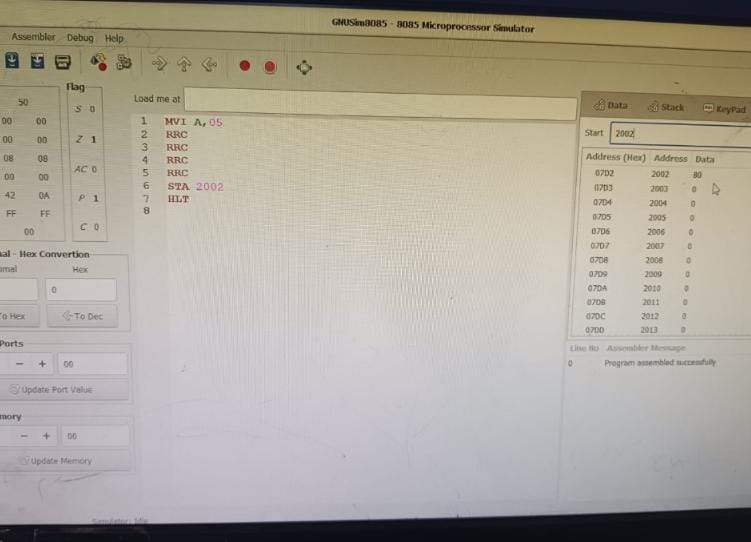 GNUSim8085 - 8085 Microprocessor Simulator
Assembler Debug Help
Flag
50
S 0
00 00
00 00
Z 1
08 08
AC 0
00 00
42 0A
P 1
FF FF
00
C 0
Load me at
1 MVI A,05
2 RRC
3 RRC
4 RRC
5 RRC
6 STA 2002
7 HLT
8
Data Stack KeyPad
Start 2002
Address (Hex) Address Data
07D2 2002 80
07D3 2003 0
07D4 2004 0
07D5 2005 0
07D6 2006 0
07D7 2007 0
07D8 2008 0
07D9 2009 0
07DA 2010 0
07DB 2011 0
07DC 2012 0
07DD 2013 0
Line No Assembler Message
0 Program assembled successfully
al - Hex Convertion
mal Hex
0
To Hex To Dec
Ports
- + 00
Update Port Value
mory
- + 00
Update Memory
Simulator: Idle